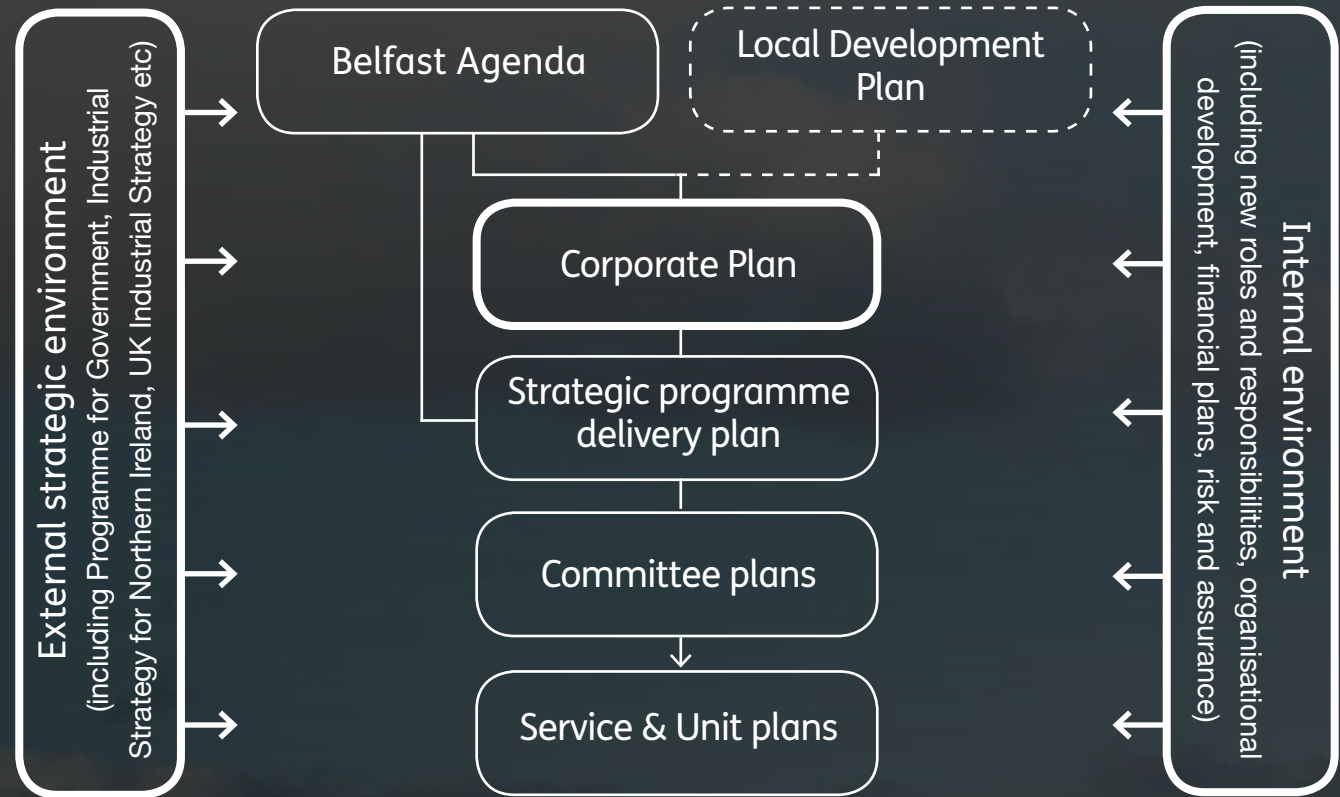 External strategic environment
(including Programme for Government, Industrial
Strategy for Northern Ireland, UK Industrial Strategy etc)
Belfast Agenda
Local Development
Plan
Corporate Plan
Strategic programme
delivery plan
Committee plans
Service & Unit plans
Internal environment
(including new roles and responsibilities, organisational
development, financial plans, risk and assurance)